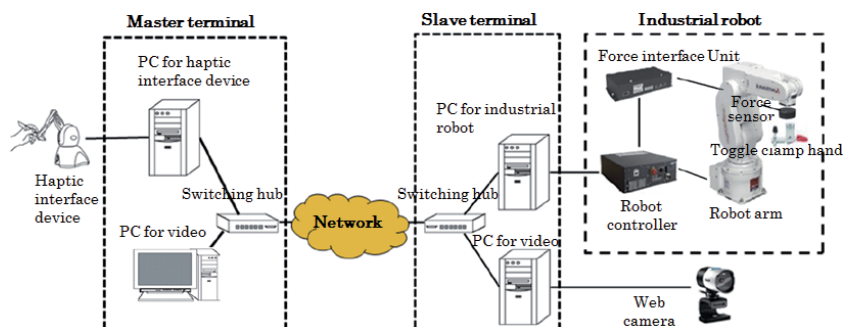 Master terminal
Slave terminal
Industrial robot
PC for haptic
interface device
Force interface Unit
PC for industrial
robot
Force
sensor
Toggle clamp hand
Haptic
interface
device
Switching hub
Network
Switching hub
Robot
controller
Robot arm
PC for video
PC for video
Web
camera